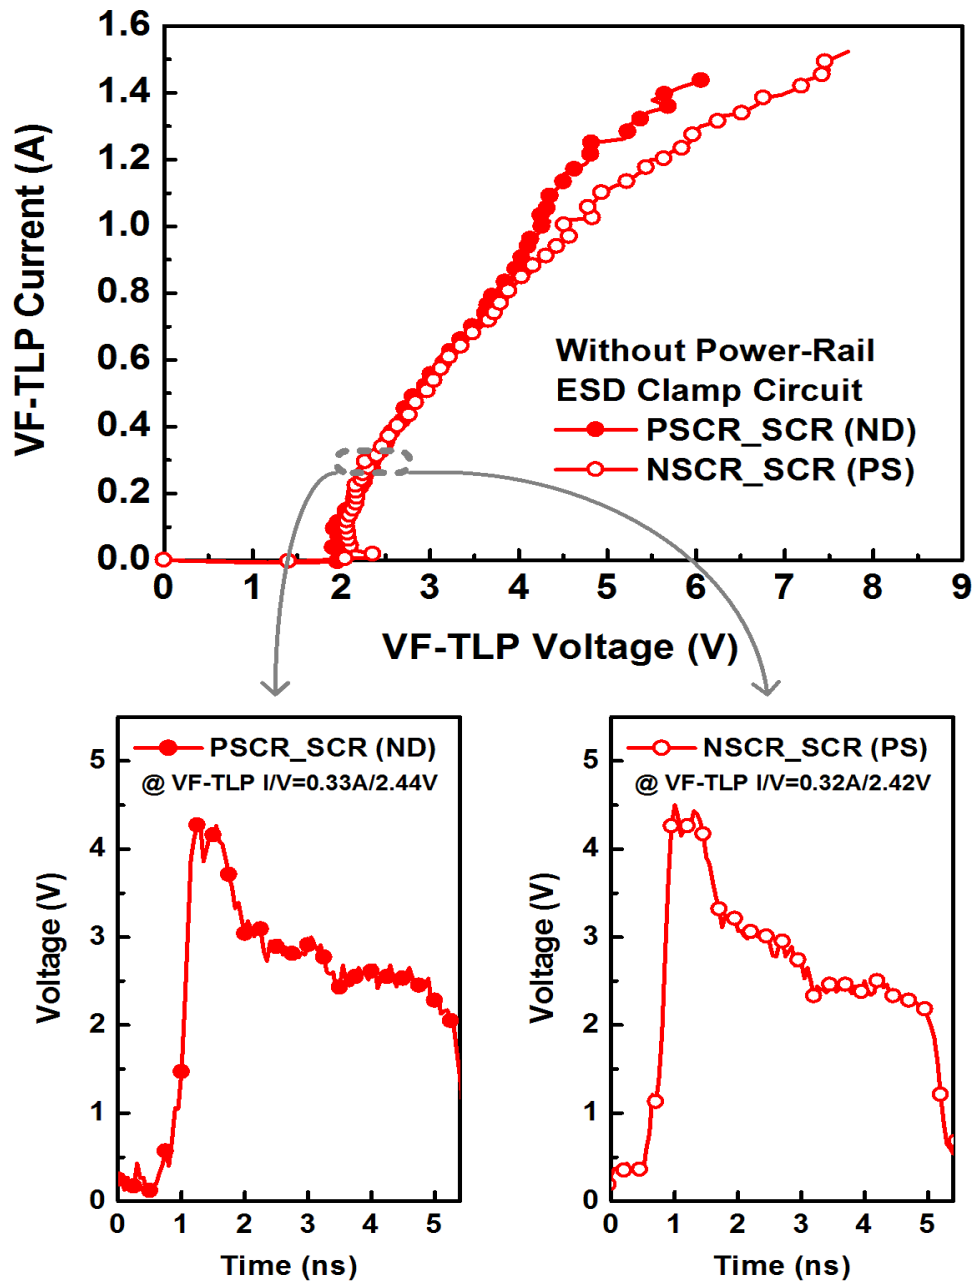 1.6
1.4
1.2
1.0
0.8
0.6
0.4
0.2
0.0
VF-TLP Current (A)
Without Power-Rail
ESD Clamp Circuit
PSCR_SCR (ND)
NSCR_SCR (PS)
0 1 2 3 4 5 6 7 8 9
VF-TLP Voltage (V)
PSCR_SCR (ND)
@ VF-TLP I/V=0.33A/2.44V
5
4
3
2
1
0
Voltage (V)
0 1 2 3 4 5
Time (ns)
NSCR_SCR (PS)
@ VF-TLP I/V=0.32A/2.42V
5
4
3
2
1
0
Voltage (V)
0 1 2 3 4 5
Time (ns)